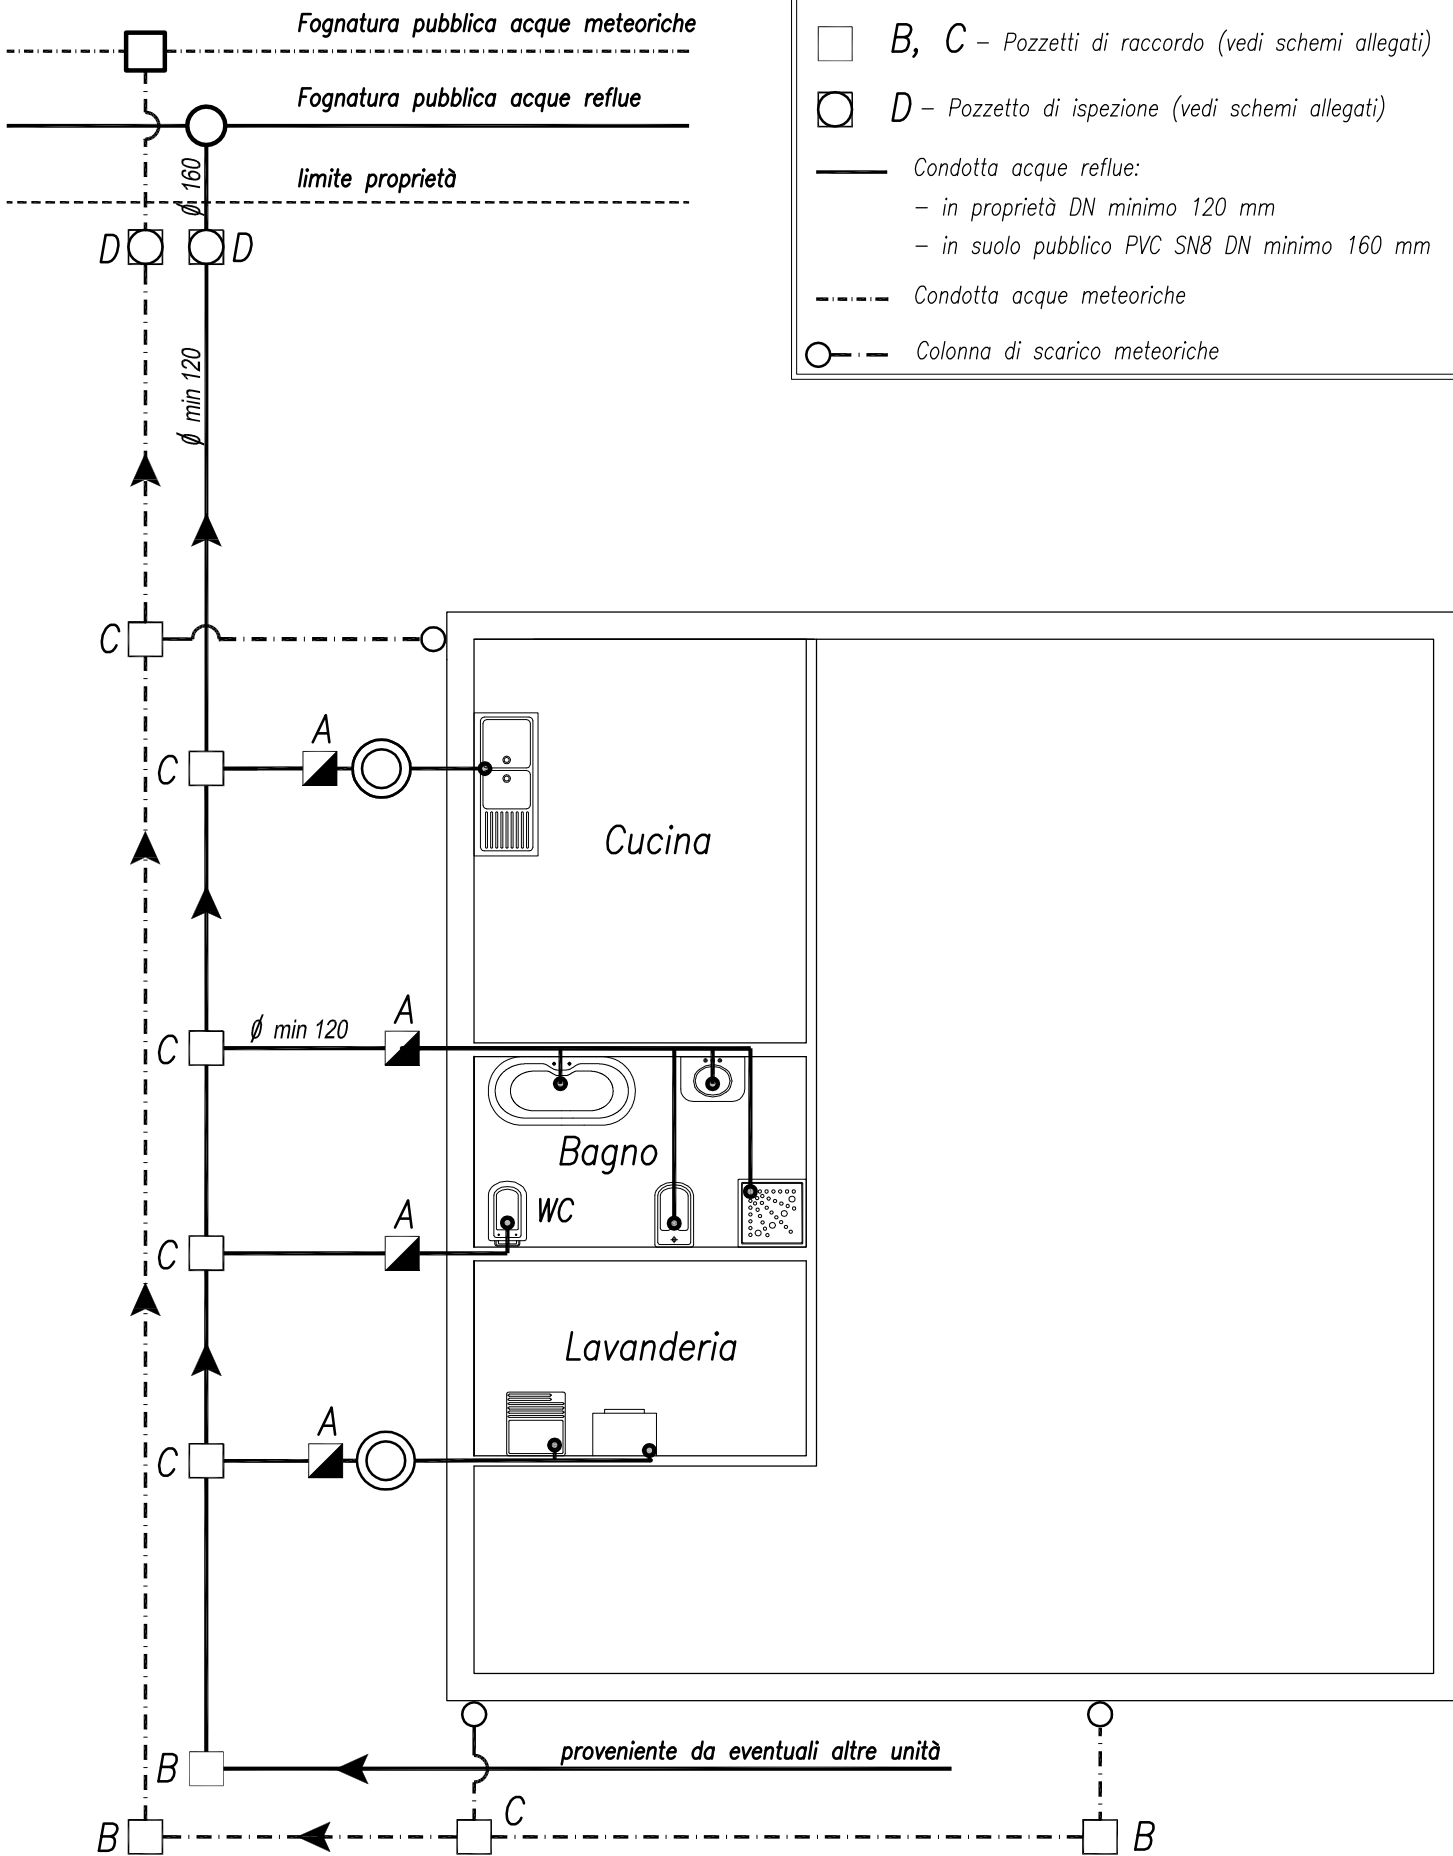 Fognatura pubblica acque meteoriche
Fognatura pubblica acque reflue
limite proprietà
Ø 160
D
D
Ø min 120
B, C – Pozzetti di raccordo (vedi schemi allegati)
D – Pozzetto di ispezione (vedi schemi allegati)
Condotta acque reflue:
– in proprietà DN minimo 120 mm
– in suolo pubblico PVC SN8 DN minimo 160 mm
Condotta acque meteoriche
Colonna di scarico meteoriche
C
A
C
Cucina
A
Ø min 120
C
Bagno
WC
A
C
Lavanderia
A
C
proveniente da eventuali altre unità
B
C
B
B